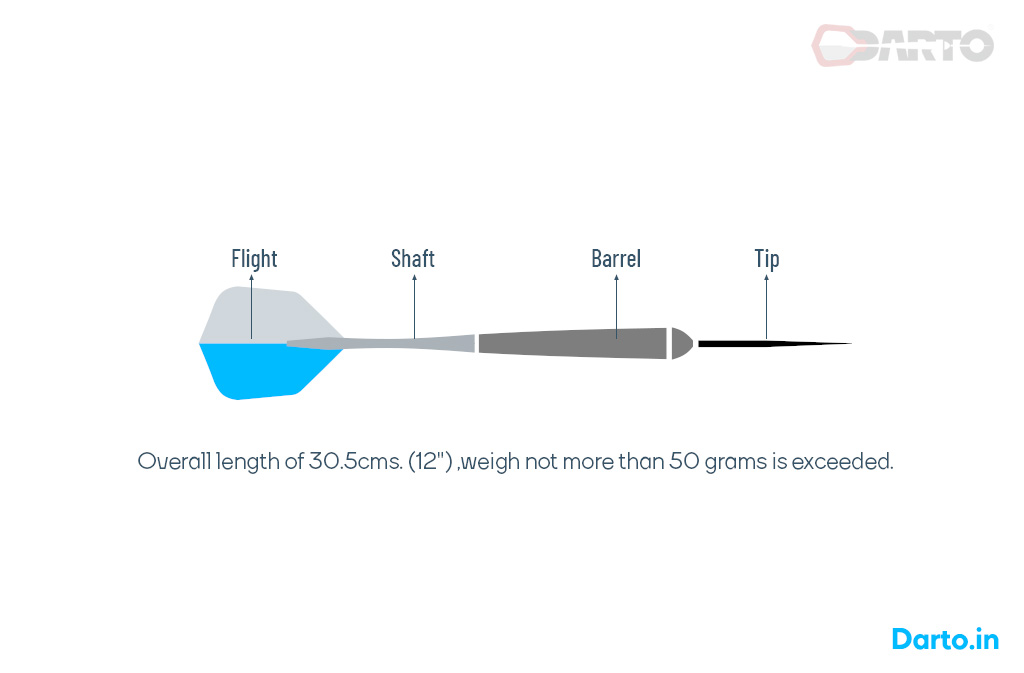 DARTO
Flight Shaft Barrel Tip
Overall length of 30.5cms. (12") ,weigh not more than 50 grams is exceeded.
Darto.in